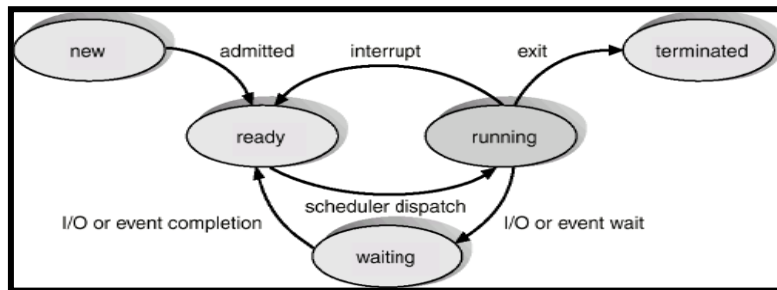 new
admitted
interrupt
exit
terminated
ready
running
scheduler dispatch
I/O or event completion
I/O or event wait
waiting